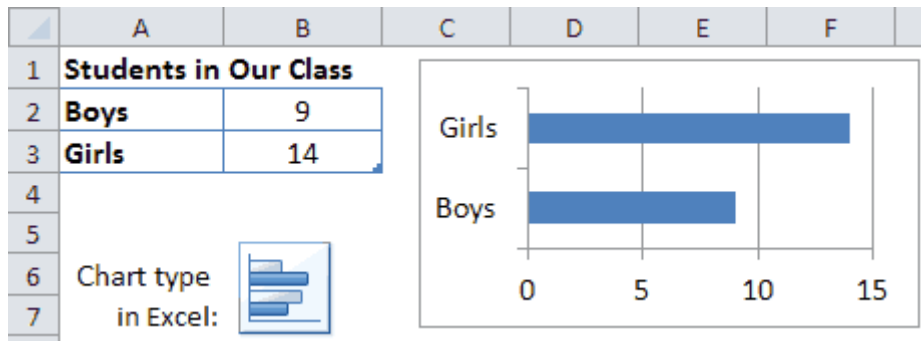 A B C D E F
1 Students in Our Class
2 Boys 9
3 Girls 14
4
5
6 Chart type
7 in Excel:
Girls
Boys
0 5 10 15